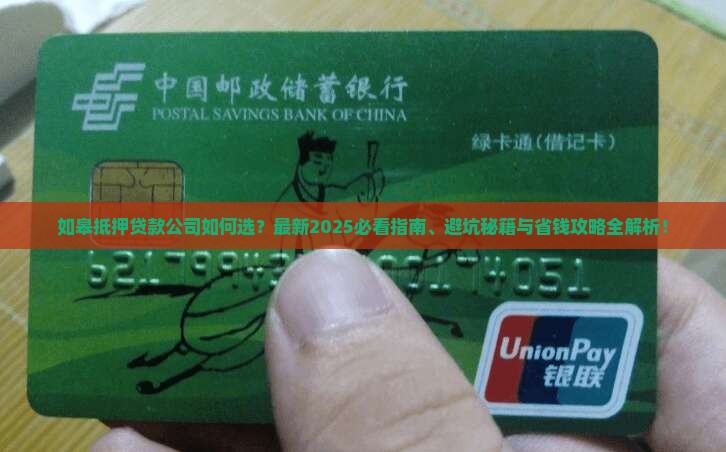 中国邮政储蓄银行
POSTAL SAVINGS BANK OF CHINA
绿卡通(借记卡)
如皋抵押贷款公司如何选?最新2025必看指南、避坑秘籍与省钱攻略全解析!
UnionPay
银联